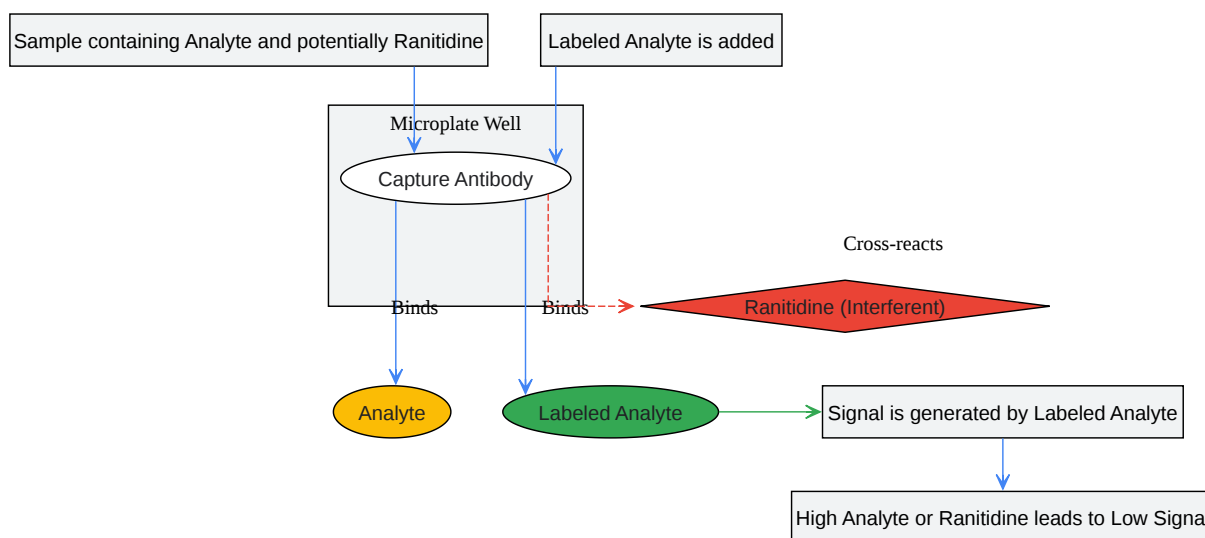 Sample containing Analyte and potentially Ranitidine
Labeled Analyte is added
Microplate Well
Capture Antibody
Cross-reacts
Binds
Binds
Ranitidine (Interferent)
Analyte
Labeled Analyte
Signal is generated by Labeled Analyte
High Analyte or Ranitidine leads to Low Signal